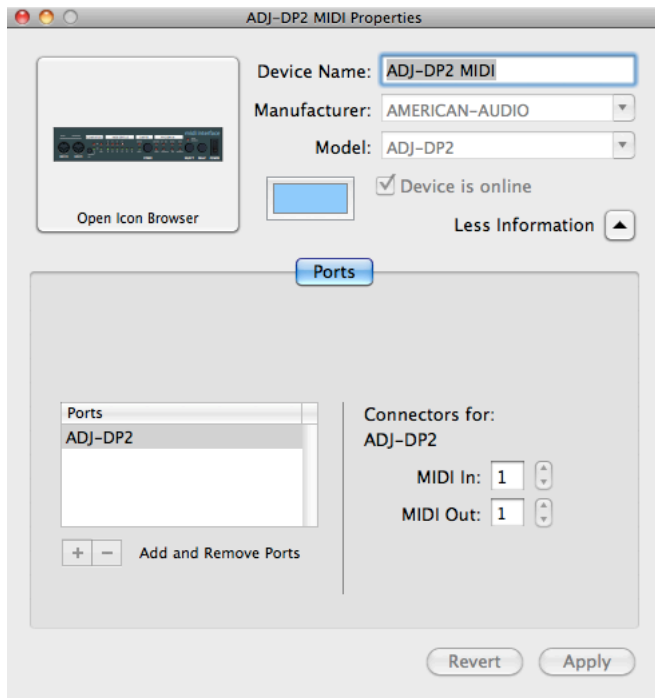 ADJ-DP2 MIDI Properties
Device Name: ADJ-DP2 MIDI
Manufacturer: AMERICAN-AUDIO
Model: ADJ-DP2
Device is online
Open Icon Browser
Less Information
Ports
Ports
ADJ-DP2
Connectors for:
ADJ-DP2
MIDI In: 1
MIDI Out: 1
+ − Add and Remove Ports
Revert Apply